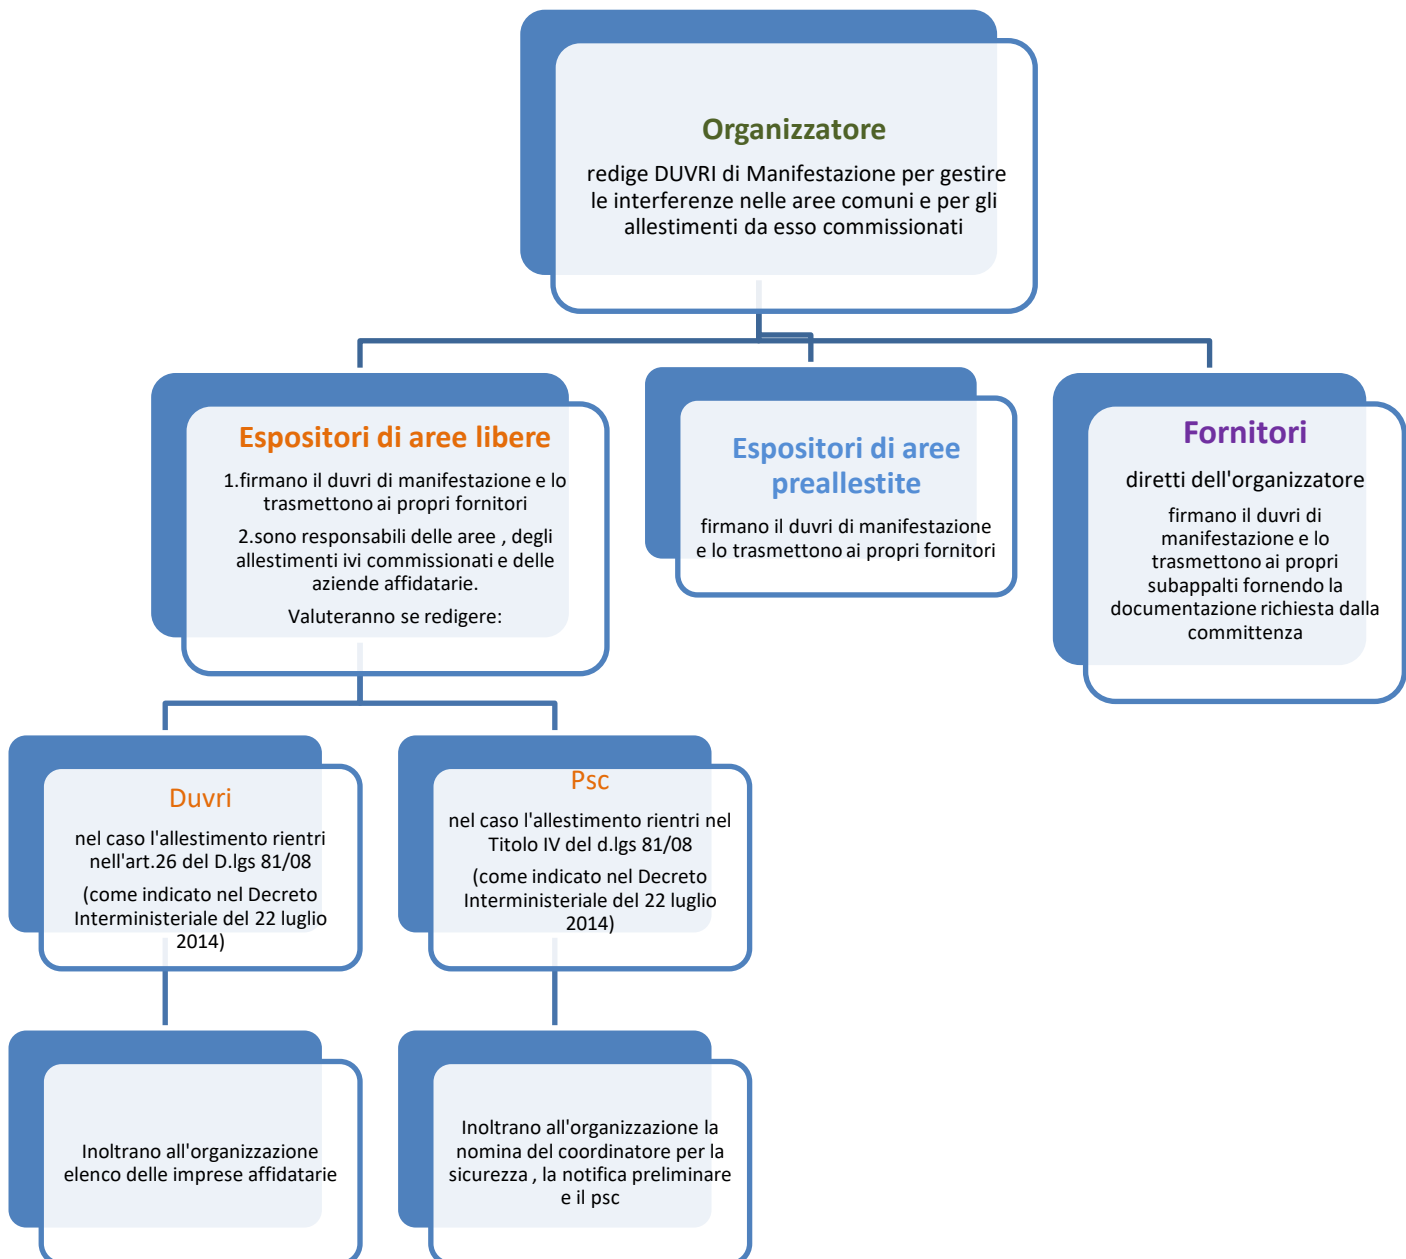 Organizzatore
redige DUVRI di Manifestazione per gestire
le interferenze nelle aree comuni e per gli
allestimenti da esso commissionati
Espositori di aree libere
1.firmano il duvri di manifestazione e lo
trasmettono ai propri fornitori
2.sono responsabili delle aree , degli
allestimenti ivi commissionati e delle
aziende affidatarie.
Valuteranno se redigere:
Espositori di aree
preallestite
firmano il duvri di manifestazione
e lo trasmettono ai propri fornitori
Fornitori
diretti dell'organizzatore
firmano il duvri di
manifestazione e lo
trasmettono ai propri
subappalti fornendo la
documentazione richiesta dalla
committenza
Duvri
nel caso l'allestimento rientri
nell'art.26 del D.lgs 81/08
(come indicato nel Decreto
Interministeriale del 22 luglio
2014)
Psc
nel caso l'allestimento rientri nel
Titolo IV del d.lgs 81/08
(come indicato nel Decreto
Interministeriale del 22 luglio
2014)
Inoltrano all'organizzazione
elenco delle imprese affidatarie
Inoltrano all'organizzazione la
nomina del coordinatore per la
sicurezza , la notifica preliminare
e il psc